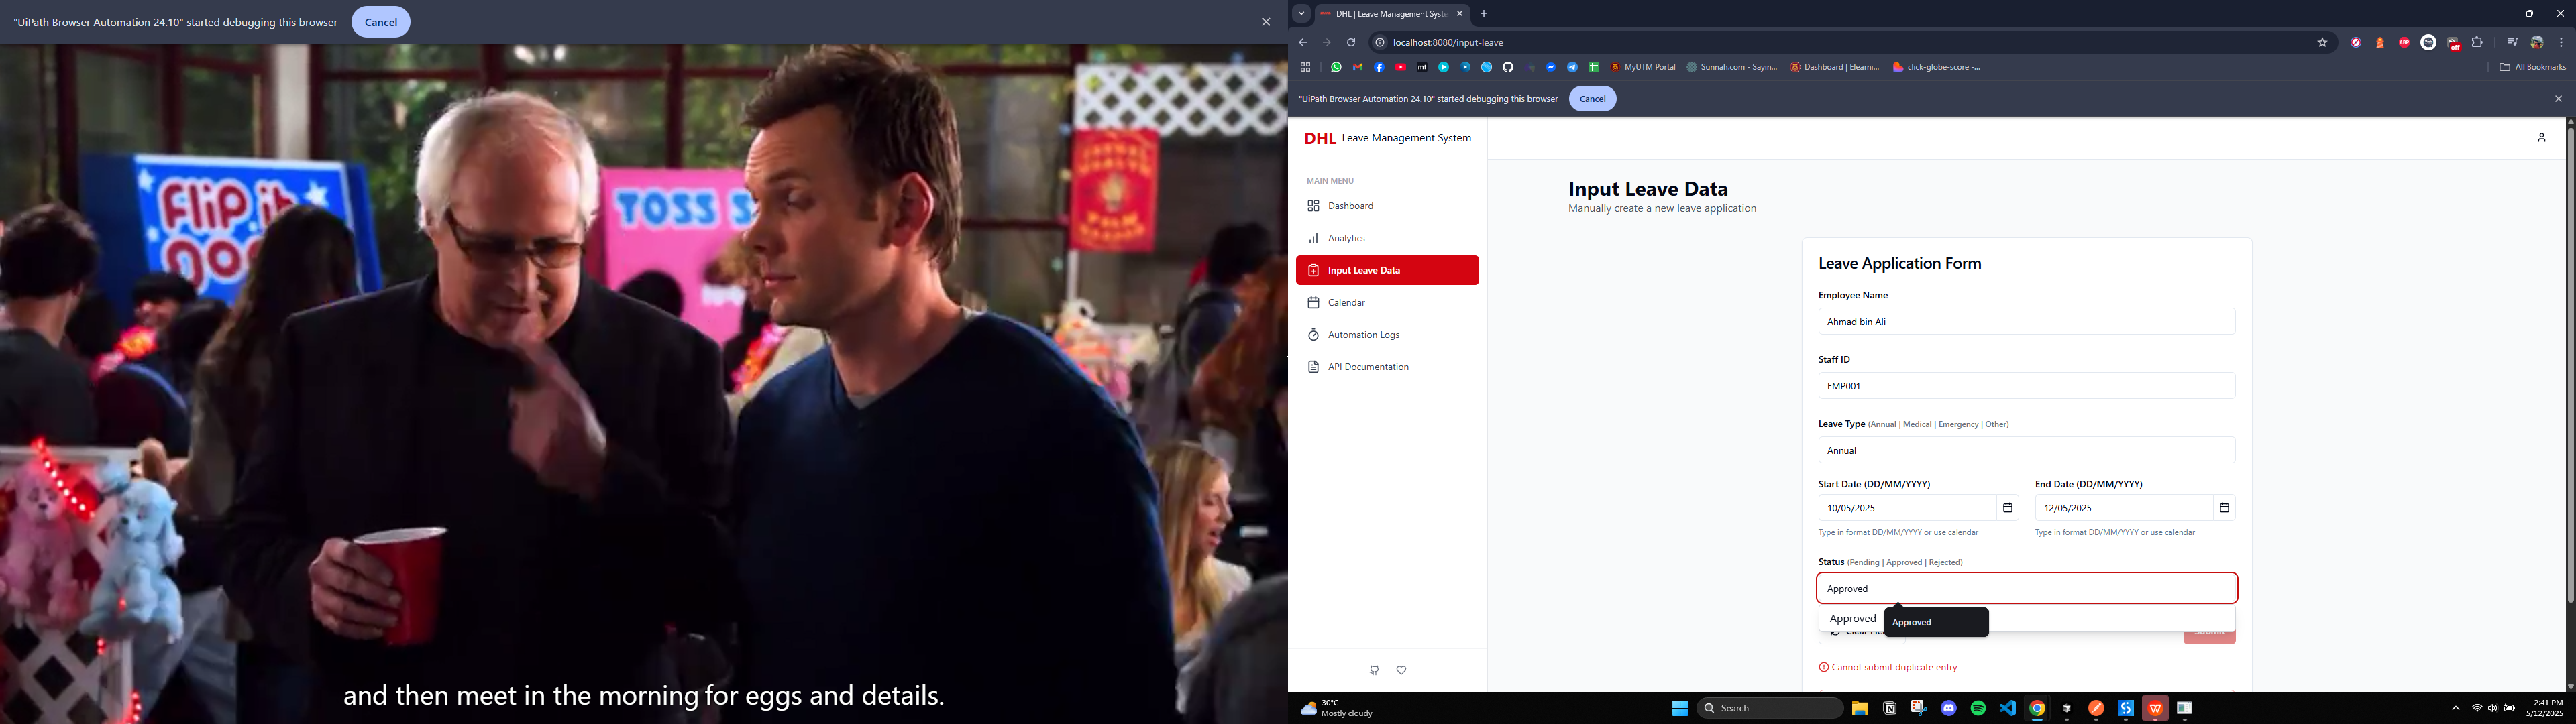 "UiPath Browser Automation 24.10" started debugging this browser
Cancel
Flip it
TOSS S
PALM
and then meet in the morning for eggs and details.
DHL | Leave Management Syste
localhost:8080/input-leave
ABP
off
mt
MyUTM Portal
Sunnah.com - Sayin...
Dashboard | Elearni...
click-globe-score -...
All Bookmarks
"UiPath Browser Automation 24.10" started debugging this browser
Cancel
DHL Leave Management System
MAIN MENU
Dashboard
Analytics
Input Leave Data
Calendar
Automation Logs
API Documentation
Input Leave Data
Manually create a new leave application
Leave Application Form
Employee Name
Ahmad bin Ali
Staff ID
EMP001
Leave Type (Annual | Medical | Emergency | Other)
Annual
Start Date (DD/MM/YYYY)
End Date (DD/MM/YYYY)
10/05/2025
12/05/2025
Type in format DD/MM/YYYY or use calendar
Type in format DD/MM/YYYY or use calendar
Status (Pending | Approved | Rejected)
Approved
Approved
Approved
Cannot submit duplicate entry
30°C
Mostly cloudy
Search
2:41 PM
5/12/2025